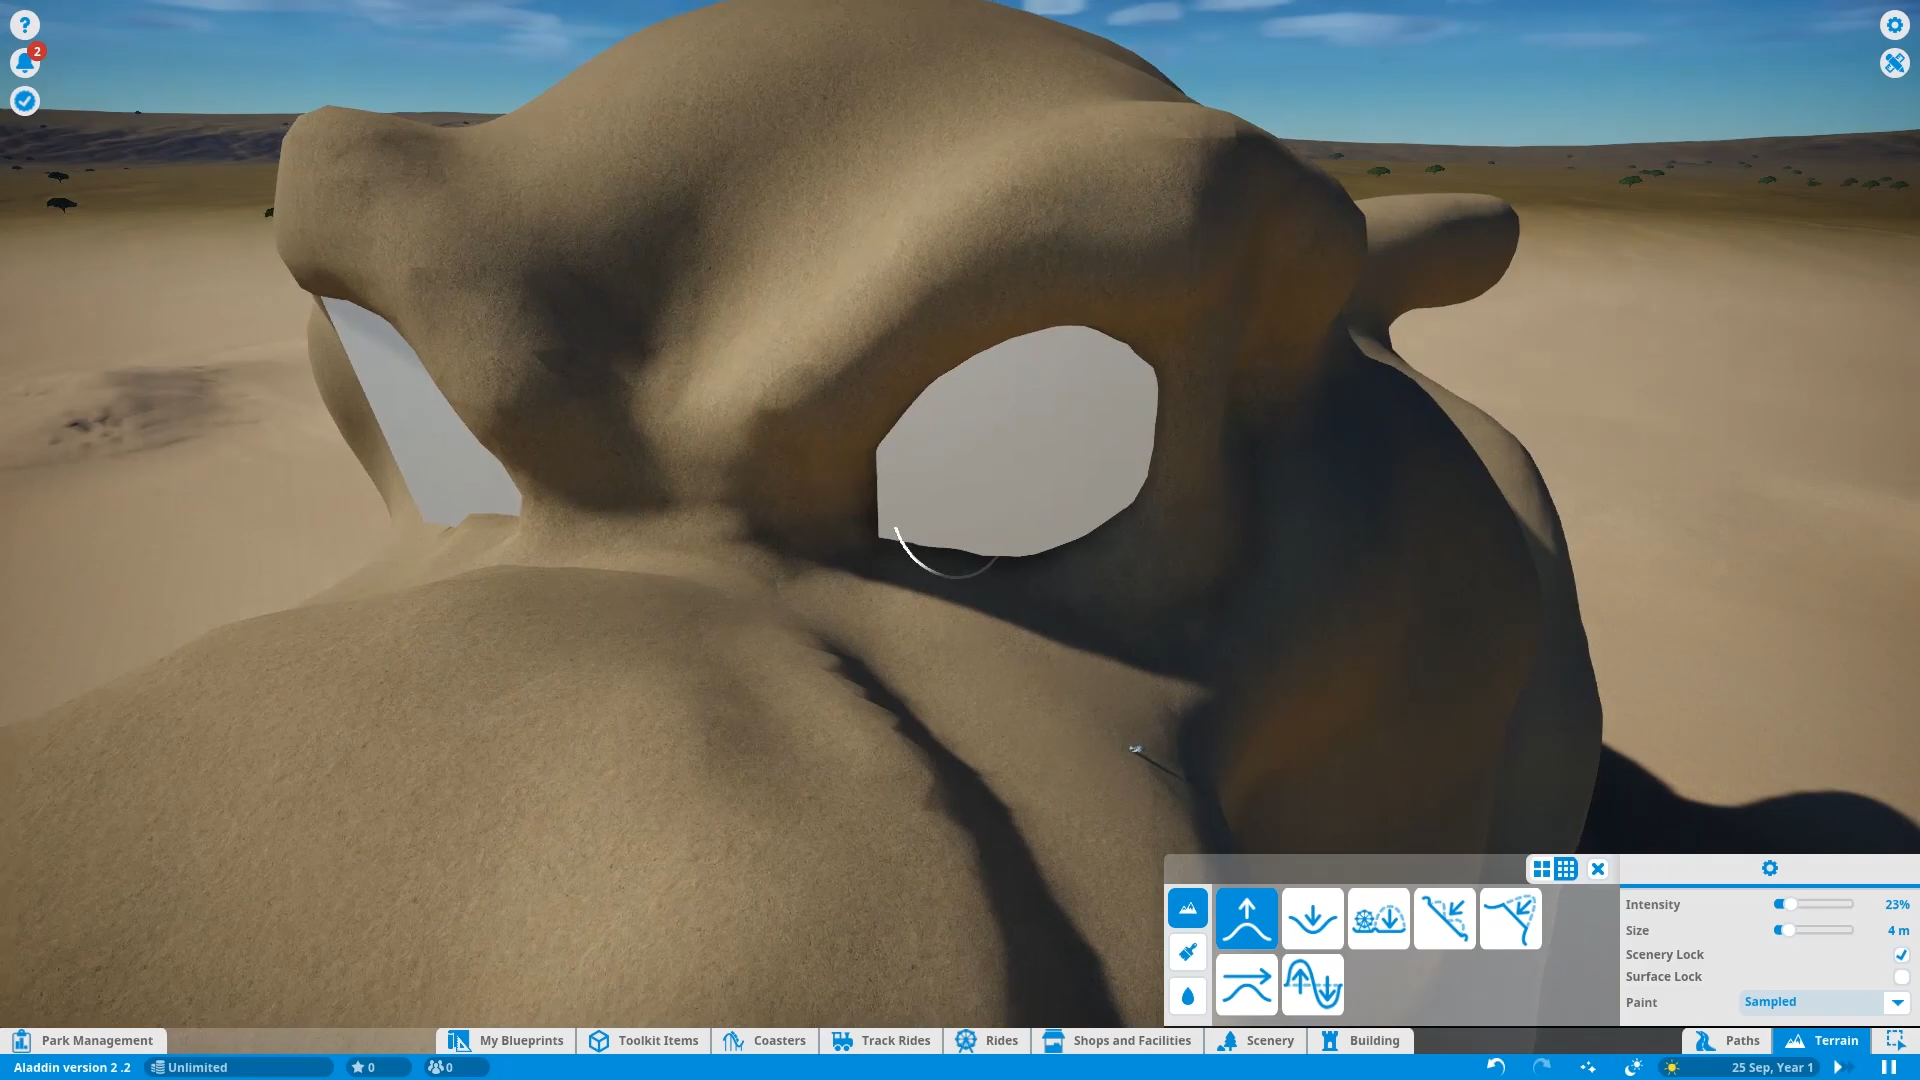 ?
2
Intensity 23%
Size 4 m
Scenery Lock
Surface Lock
Paint Sampled
Park Management
My Blueprints
Toolkit Items
Coasters
Track Rides
Rides
Shops and Facilities
Scenery
Building
Paths
Terrain
Aladdin version 2 .2
Unlimited
0
0
25 Sep, Year 1